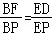 BF/BP = ED/EP